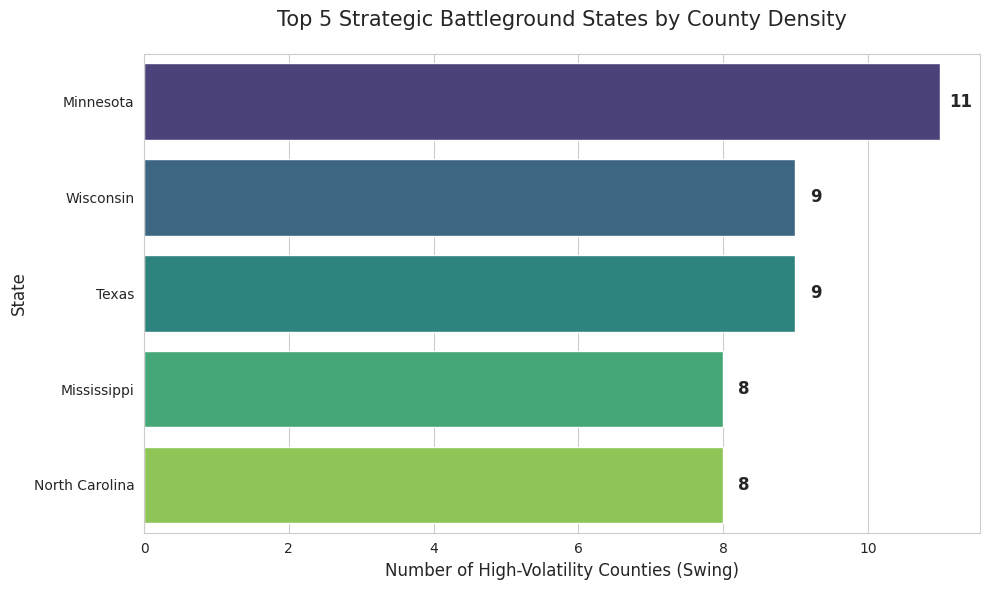 Top 5 Strategic Battleground States by County Density
State
Minnesota
11
Wisconsin
9
Texas
9
Mississippi
8
North Carolina
8
0 2 4 6 8 10
Number of High-Volatility Counties (Swing)